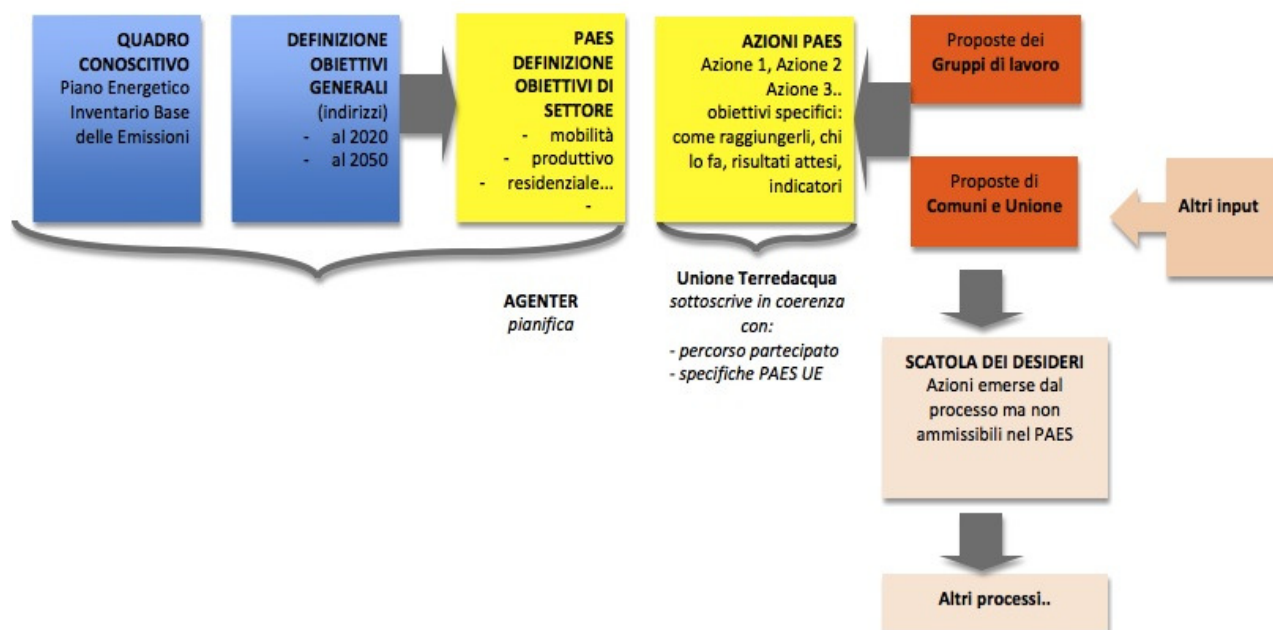 QUADRO
CONOSCITIVO
Piano Energetico
Inventario Base
delle Emissioni
DEFINIZIONE
OBIETTIVI
GENERALI
(indirizzi)
- al 2020
- al 2050
PAES
DEFINIZIONE
OBIETTIVI DI
SETTORE
- mobilità
- produttivo
- residenziale...
-
AZIONI PAES
Azione 1, Azione 2
Azione 3..
obiettivi specifici:
come raggiungerli, chi
lo fa, risultati attesi,
indicatori
Proposte dei
Gruppi di lavoro
Proposte di
Comuni e Unione
Altri input
AGENTER
pianifica
Unione Terredacqua
sottoscrive in coerenza
con:
- percorso partecipato
- specifiche PAES UE
SCATOLA DEI DESIDERI
Azioni emerse dal
processo ma non
ammissibili nel PAES
Altri processi..